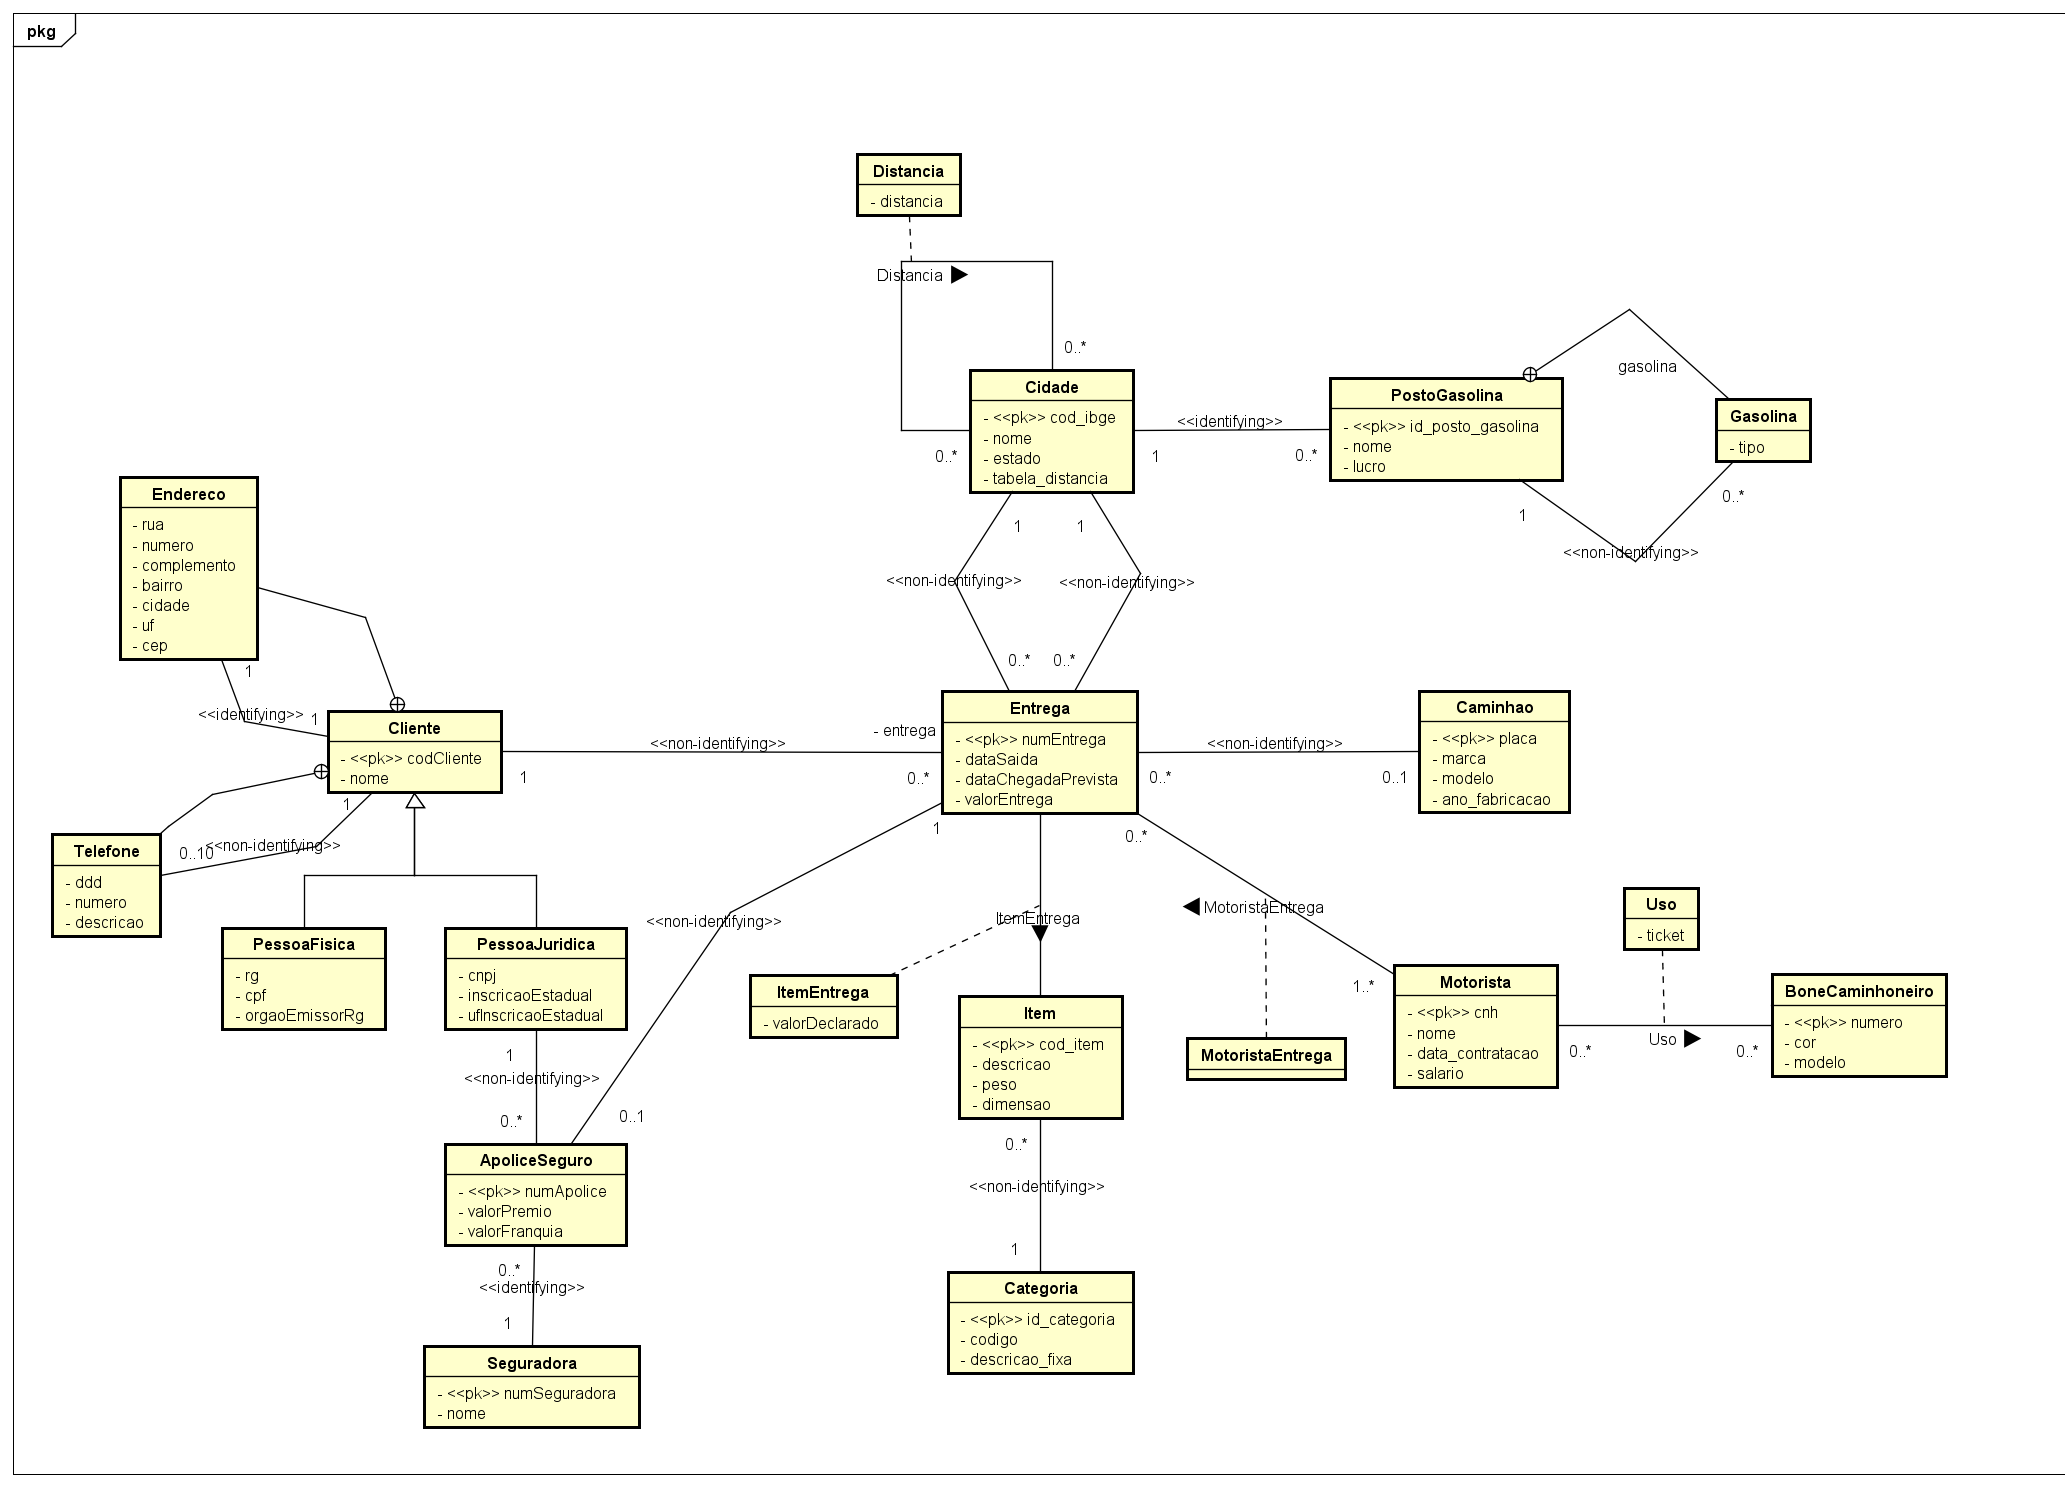 pkg
Distancia
- distancia
Distancia
0..*
0..*
Cidade
- <<pk>> cod_ibge
- nome
- estado
- tabela_distancia
<<identifying>>
1
0..*
PostoGasolina
- <<pk>> id_posto_gasolina
- nome
- lucro
gasolina
Gasolina
- tipo
0..*
1
<<non-identifying>>
Endereco
- rua
- numero
- complemento
- bairro
- cidade
- uf
- cep
1
<<identifying>>
1
1
1
<<non-identifying>>
<<non-identifying>>
0..*
0..*
Cliente
- <<pk>> codCliente
- nome
<<non-identifying>>
1
- entrega
0..*
Entrega
- <<pk>> numEntrega
- dataSaida
- dataChegadaPrevista
- valorEntrega
<<non-identifying>>
0..*
0..1
Caminhao
- <<pk>> placa
- marca
- modelo
- ano_fabricacao
1
<<non-identifying>>
0..10
Telefone
- ddd
- numero
- descricao
PessoaFisica
- rg
- cpf
- orgaoEmissorRg
PessoaJuridica
- cnpj
- inscricaoEstadual
- ufInscricaoEstadual
1
<<non-identifying>>
0..1
ItemEntrega
ItemEntrega
- valorDeclarado
0..*
MotoristaEntrega
1..*
MotoristaEntrega
Item
- <<pk>> cod_item
- descricao
- peso
- dimensao
Motorista
- <<pk>> cnh
- nome
- data_contratacao
- salario
Uso
- ticket
0..*
Uso
0..*
BoneCaminhoneiro
- <<pk>> numero
- cor
- modelo
1
<<non-identifying>>
0..*
ApoliceSeguro
- <<pk>> numApolice
- valorPremio
- valorFranquia
0..*
<<non-identifying>>
1
Categoria
- <<pk>> id_categoria
- codigo
- descricao_fixa
0..*
<<identifying>>
1
Seguradora
- <<pk>> numSeguradora
- nome